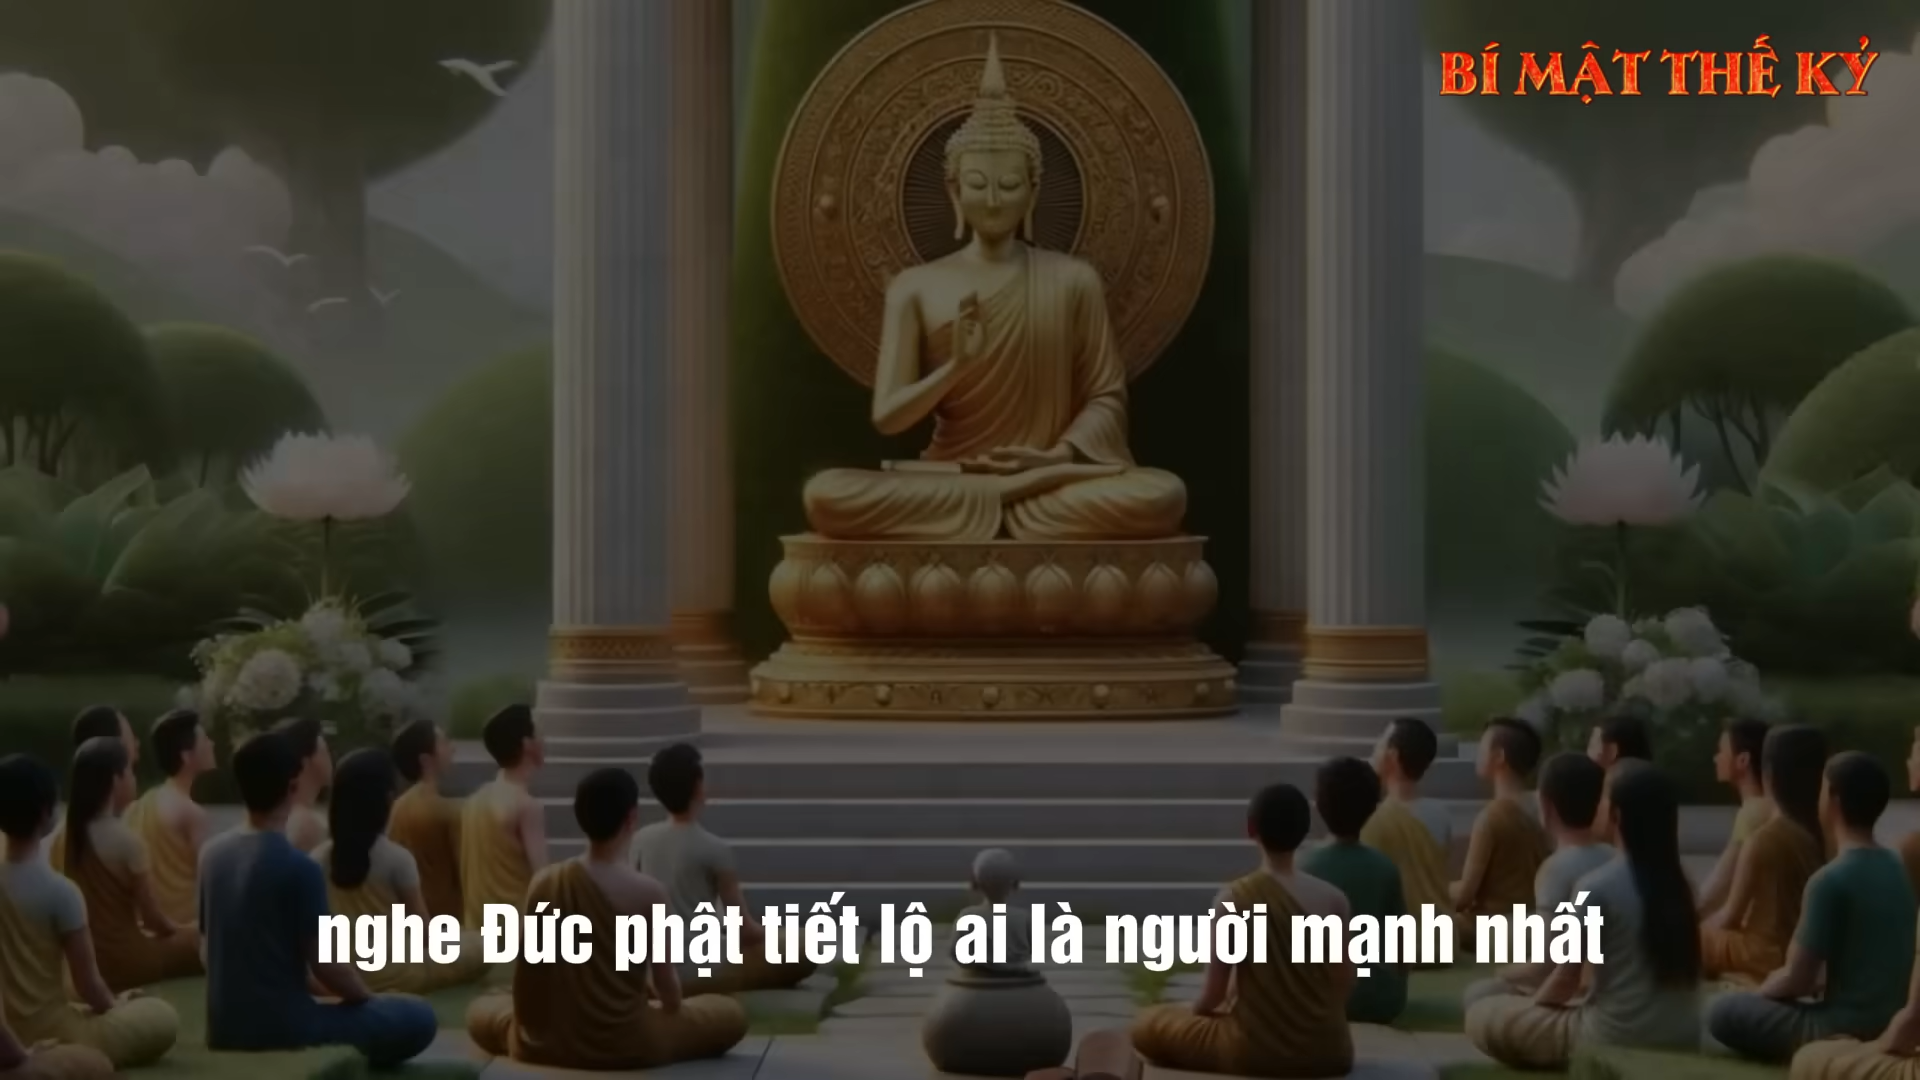 BÍ MẬT THẾ KỶ
nghe Đức phật tiết lộ ai là người mạnh nhất